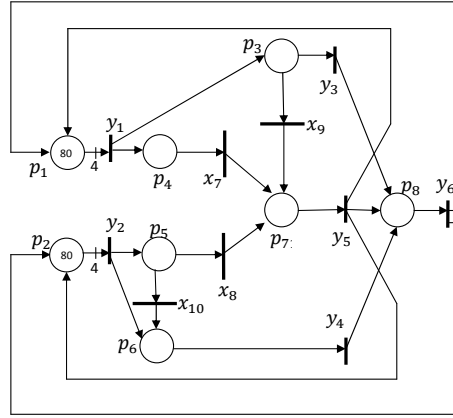 p₃
y₃
y₁
x₉
80
4
p₁
p₄
x₇
p₈
y₆
p₂
y₂
p₅
p₇:
y₅
80
4
x₈
x₁₀
y₄
p₆